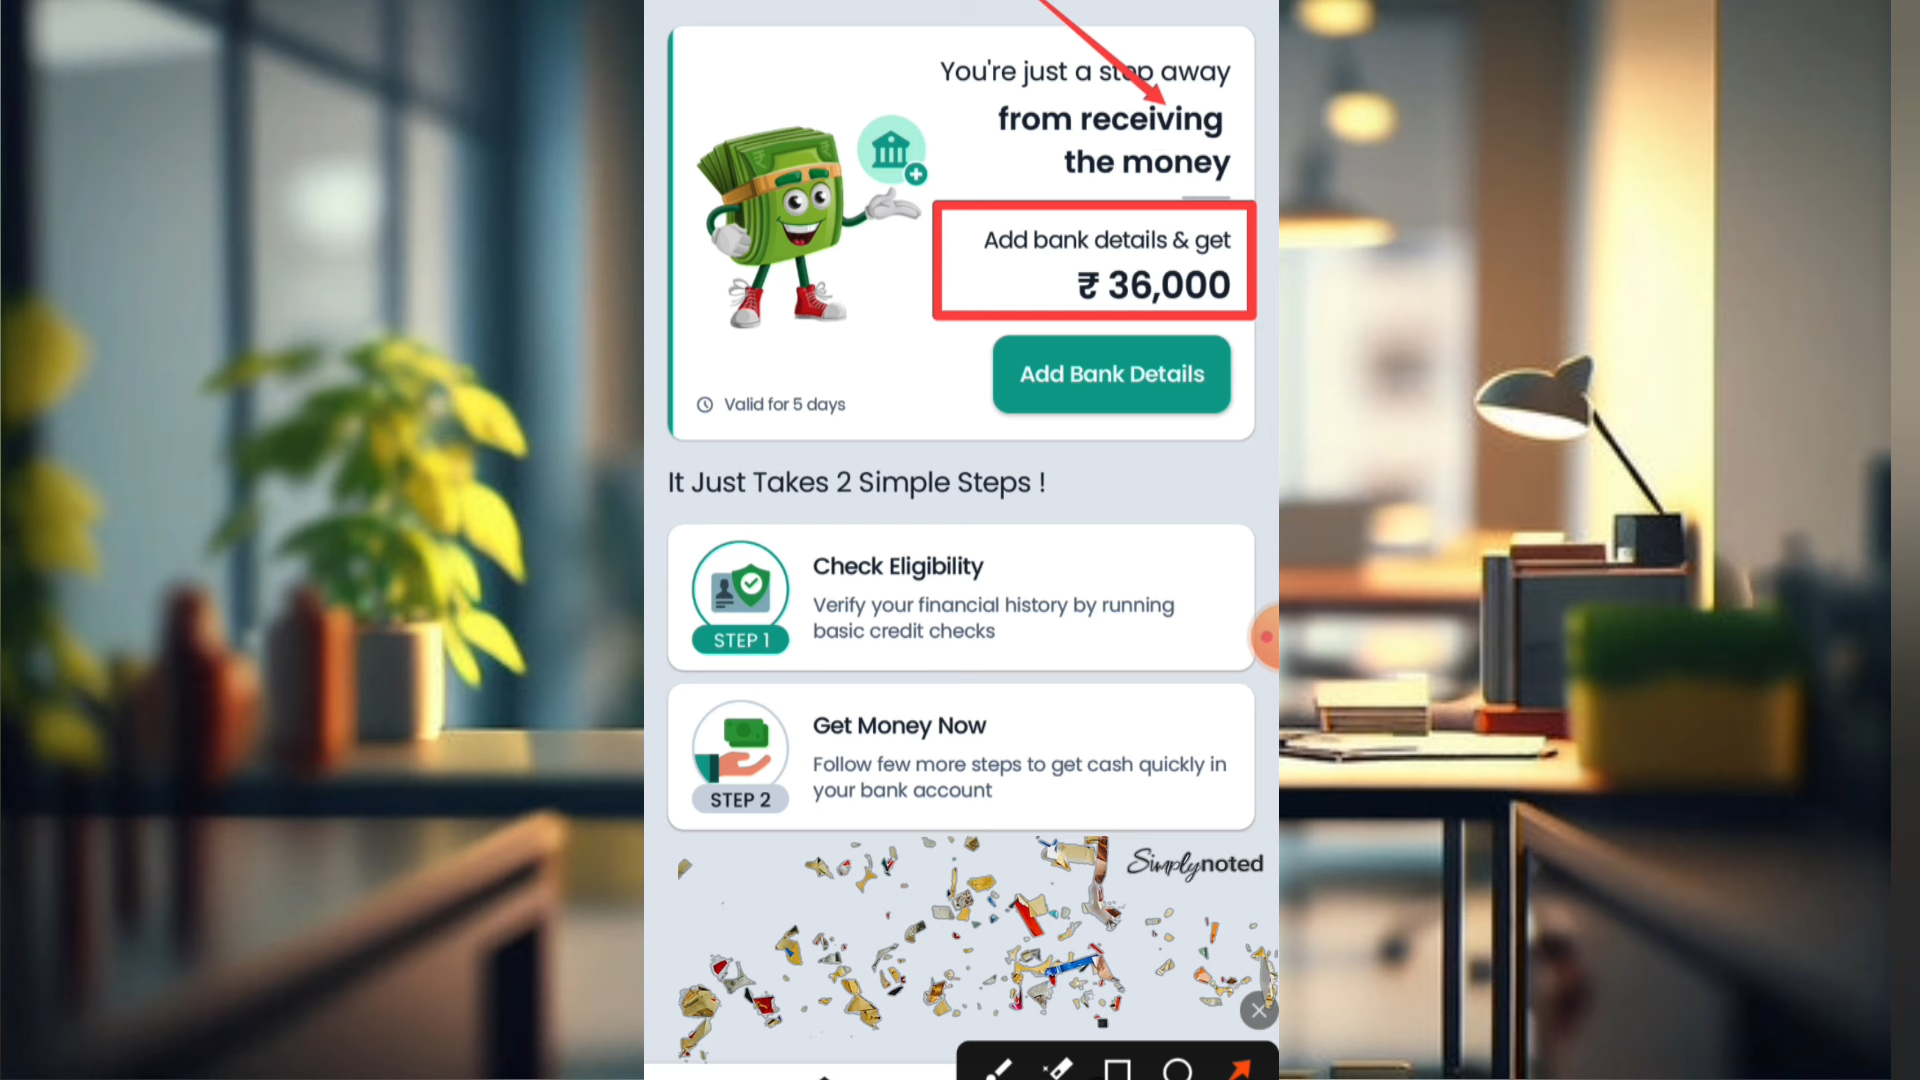 You're just a step away
from receiving
the money
Add bank details & get
₹ 36,000
Add Bank Details
Valid for 5 days
It Just Takes 2 Simple Steps !
Check Eligibility
Verify your financial history by running
basic credit checks
STEP 1
Get Money Now
Follow few more steps to get cash quickly in
your bank account
STEP 2
Simplynoted